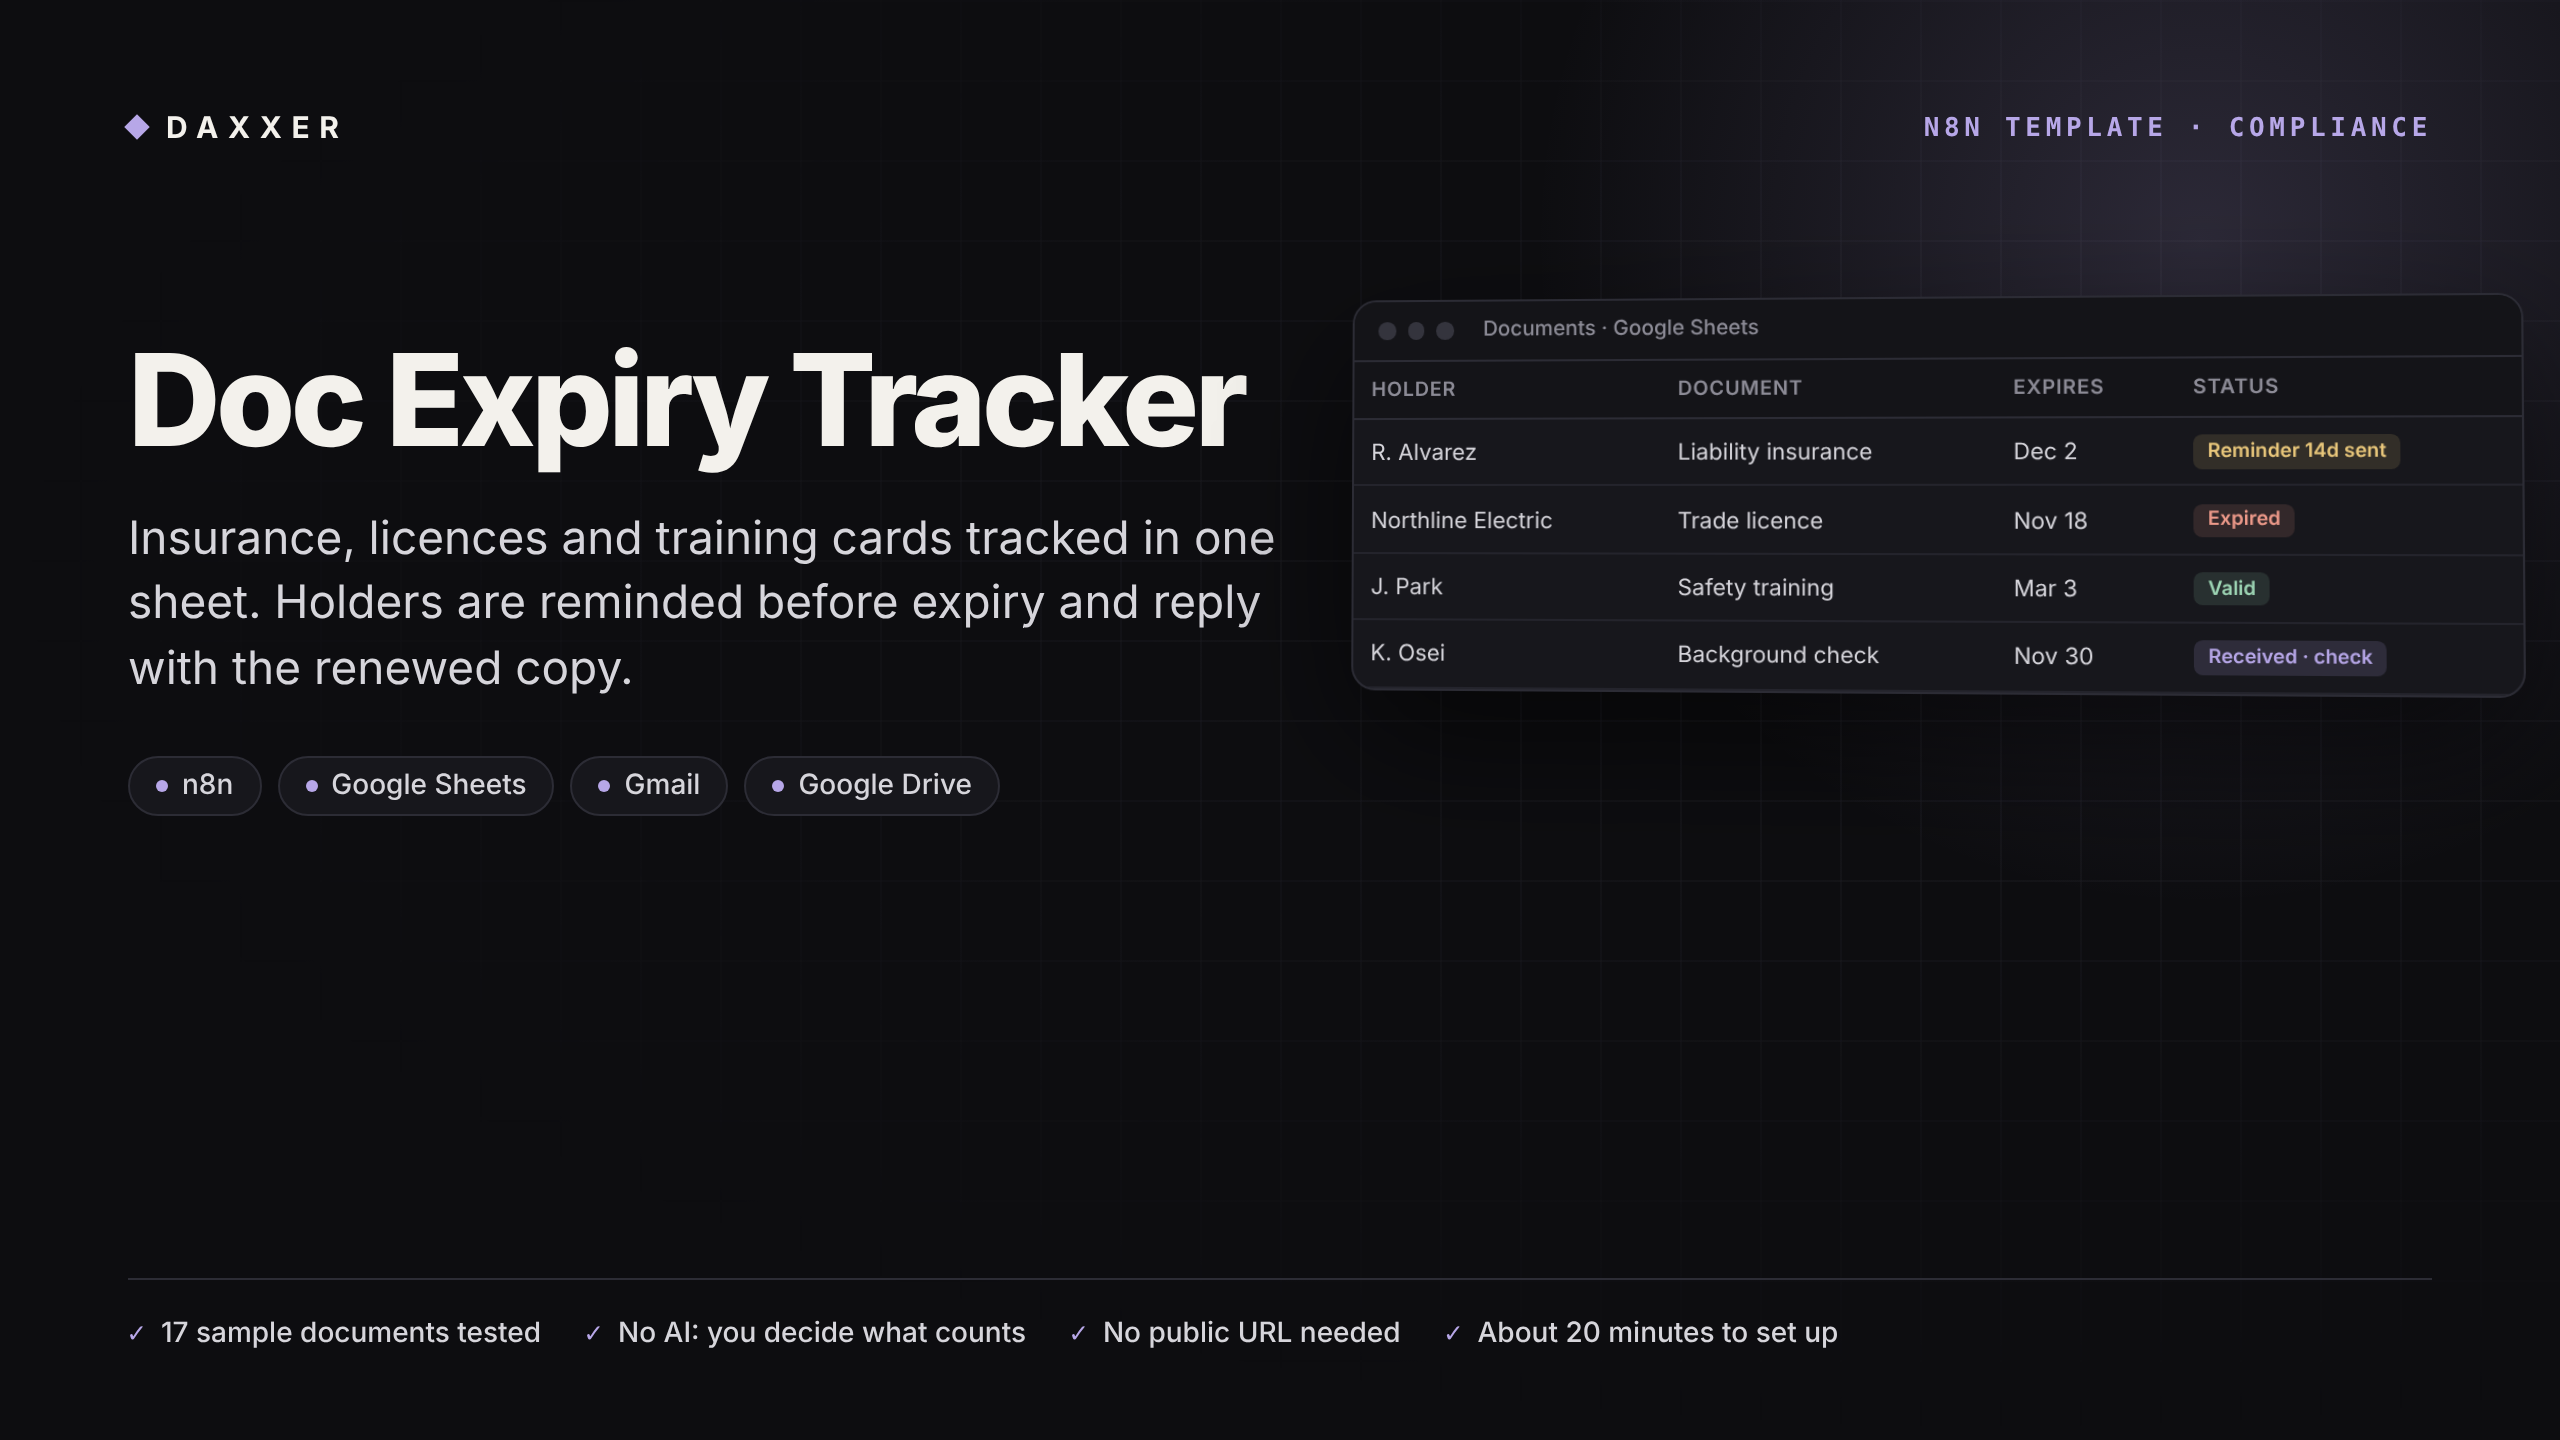 DAXXER
N8N TEMPLATE · COMPLIANCE
Doc Expiry Tracker
Insurance, licences and training cards tracked in one
sheet. Holders are reminded before expiry and reply
with the renewed copy.
n8n Google Sheets Gmail Google Drive
Documents · Google Sheets
HOLDER DOCUMENT EXPIRES STATUS
R. Alvarez Liability insurance Dec 2 Reminder 14d sent
Northline Electric Trade licence Nov 18 Expired
J. Park Safety training Mar 3 Valid
K. Osei Background check Nov 30 Received · check
✓ 17 sample documents tested ✓ No AI: you decide what counts ✓ No public URL needed ✓ About 20 minutes to set up